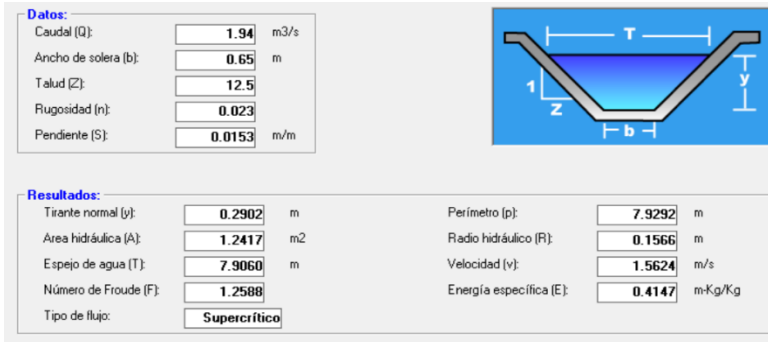 Datos:
Caudal (Q): 1.94 m3/s
Ancho de solera (b): 0.65 m
Talud (Z): 12.5
Rugosidad (n): 0.023
Pendiente (S): 0.0153 m/m
T
1
Z
b
y
Resultados:
Tirante normal (y): 0.2902 m Perímetro (p): 7.9292 m
Area hidráulica (A): 1.2417 m2 Radio hidráulico (R): 0.1566 m
Espejo de agua (T): 7.9060 m Velocidad (v): 1.5624 m/s
Número de Froude (F): 1.2588 Energía específica (E): 0.4147 m-Kg/Kg
Tipo de flujo: Supercrítico